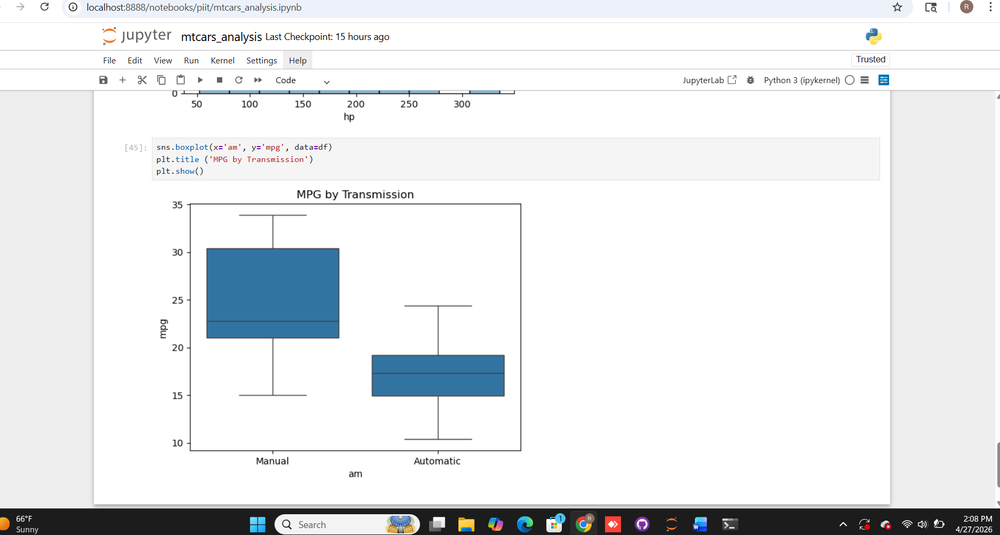 localhost:8888/notebooks/piit/mtcars_analysis.ipynb
R
jupyter mtcars_analysis Last Checkpoint: 15 hours ago
File Edit View Run Kernel Settings Help
Trusted
Code
JupyterLab
Python 3 (ipykernel)
0
50 100 150 200 250 300
hp
[45]:
sns.boxplot(x='am', y='mpg', data=df)
plt.title ('MPG by Transmission')
plt.show()
MPG by Transmission
35
30
25
20
15
10
mpg
Manual Automatic
am
66°F
Sunny
Search
1
R
2:08 PM
4/27/2026